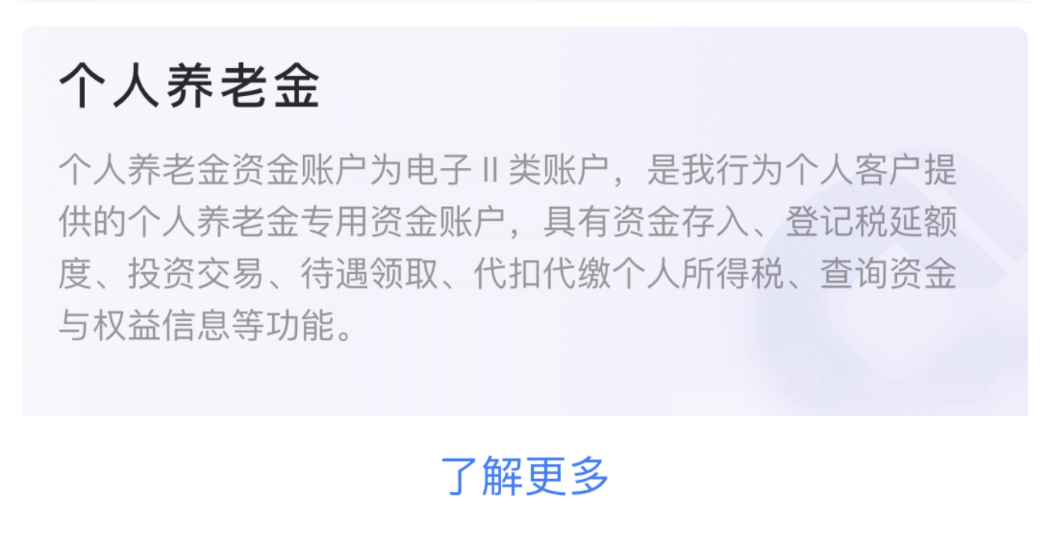 个人养老金
个人养老金资金账户为电子Ⅱ类账户，是我行为个人客户提
供的个人养老金专用资金账户，具有资金存入、登记税延额
度、投资交易、待遇领取、代扣代缴个人所得税、查询资金
与权益信息等功能。
了解更多